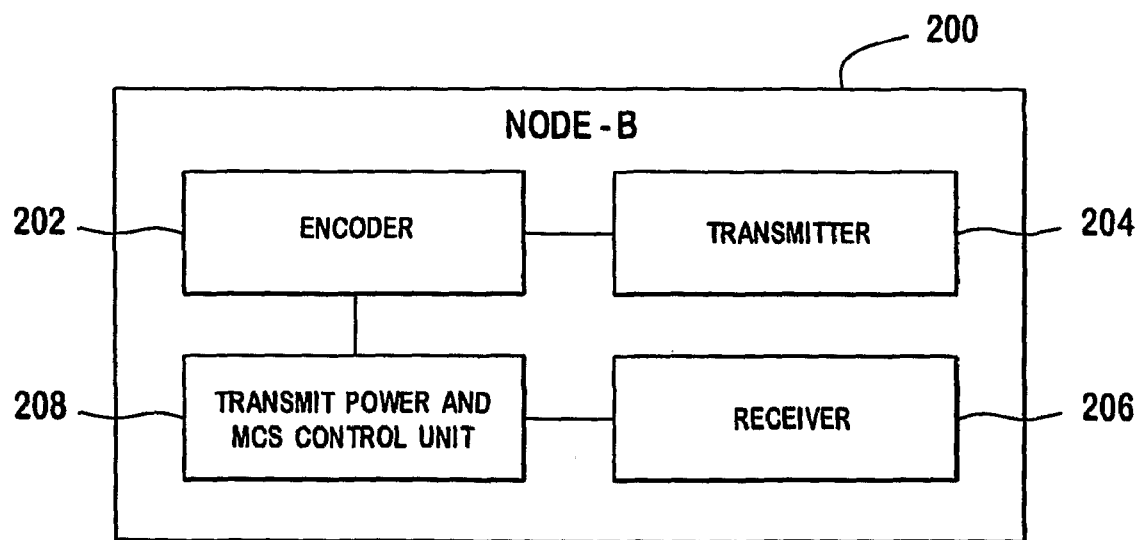 200
NODE-B
202
ENCODER
TRANSMITTER
204
208
TRANSMIT POWER AND
MCS CONTROL UNIT
RECEIVER
206